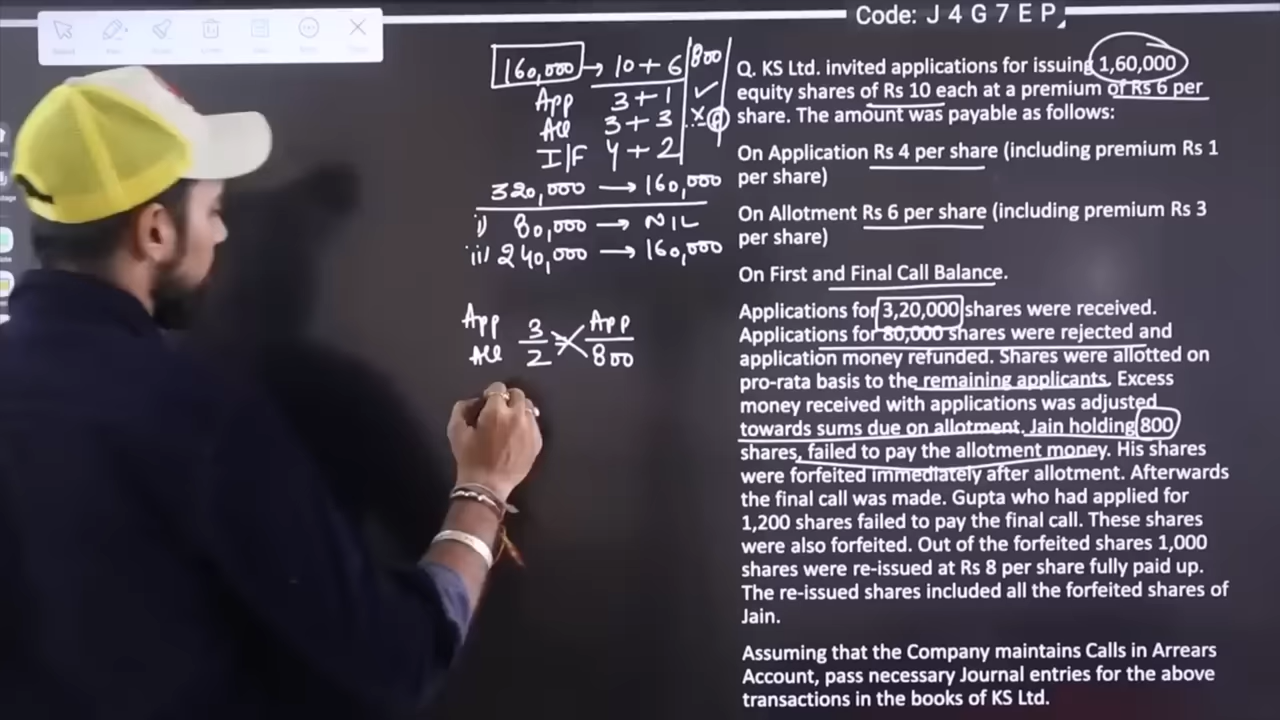 Code: J 4 G 7 E P
160,000 → 10 + 6 800
App 3 + 1 ✓
All 3 + 3 ×
I/F 4 + 2
320,000 → 160,000
i) 80,000 → NIL
ii) 240,000 → 160,000
App 3 App
All 2 = 800
Q. KS Ltd. invited applications for issuing 1,60,000
equity shares of Rs 10 each at a premium of Rs 6 per
share. The amount was payable as follows:
On Application Rs 4 per share (including premium Rs 1
per share)
On Allotment Rs 6 per share (including premium Rs 3
per share)
On First and Final Call Balance.
Applications for 3,20,000 shares were received.
Applications for 80,000 shares were rejected and
application money refunded. Shares were allotted on
pro-rata basis to the remaining applicants. Excess
money received with applications was adjusted
towards sums due on allotment. Jain holding 800
shares, failed to pay the allotment money. His shares
were forfeited immediately after allotment. Afterwards
the final call was made. Gupta who had applied for
1,200 shares failed to pay the final call. These shares
were also forfeited. Out of the forfeited shares 1,000
shares were re-issued at Rs 8 per share fully paid up.
The re-issued shares included all the forfeited shares of
Jain.
Assuming that the Company maintains Calls in Arrears
Account, pass necessary Journal entries for the above
transactions in the books of KS Ltd.